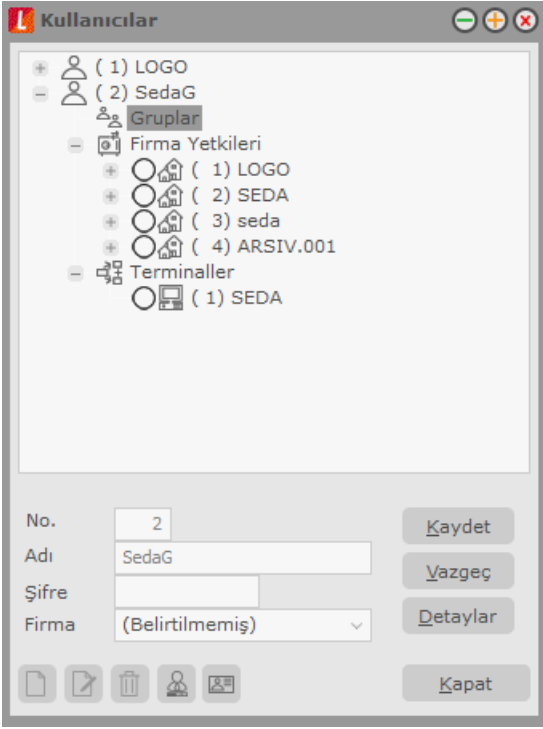 L Kullanıcılar
( 1) LOGO
( 2) SedaG
Gruplar
Firma Yetkileri
( 1) LOGO
( 2) SEDA
( 3) seda
( 4) ARSIV.001
Terminaller
( 1) SEDA
No. 2
Kaydet
Adı SedaG
Vazgeç
Şifre
Detaylar
Firma (Belirtilmemiş)
Kapat